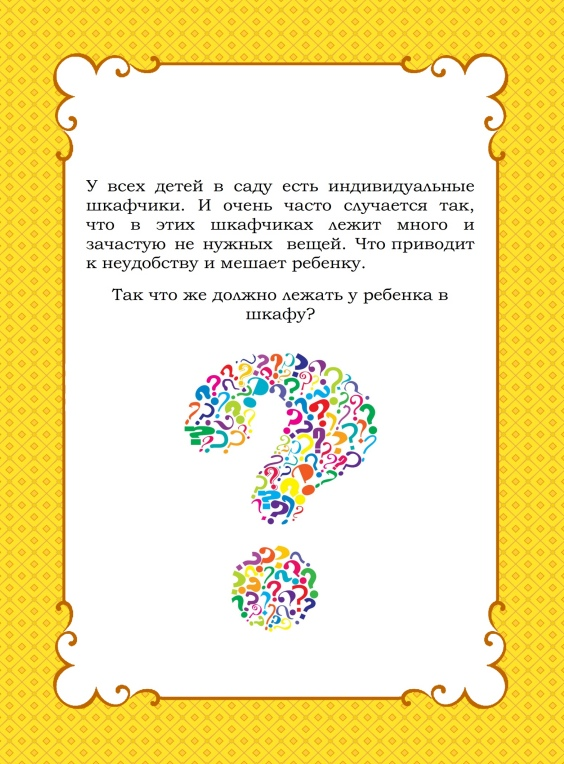 У всех детей в саду есть индивидуальные
шкафчики. И очень часто случается так,
что в этих шкафчиках лежит много и
зачастую не нужных вещей. Что приводит
к неудобству и мешает ребенку.
Так что же должно лежать у ребенка в
шкафу?